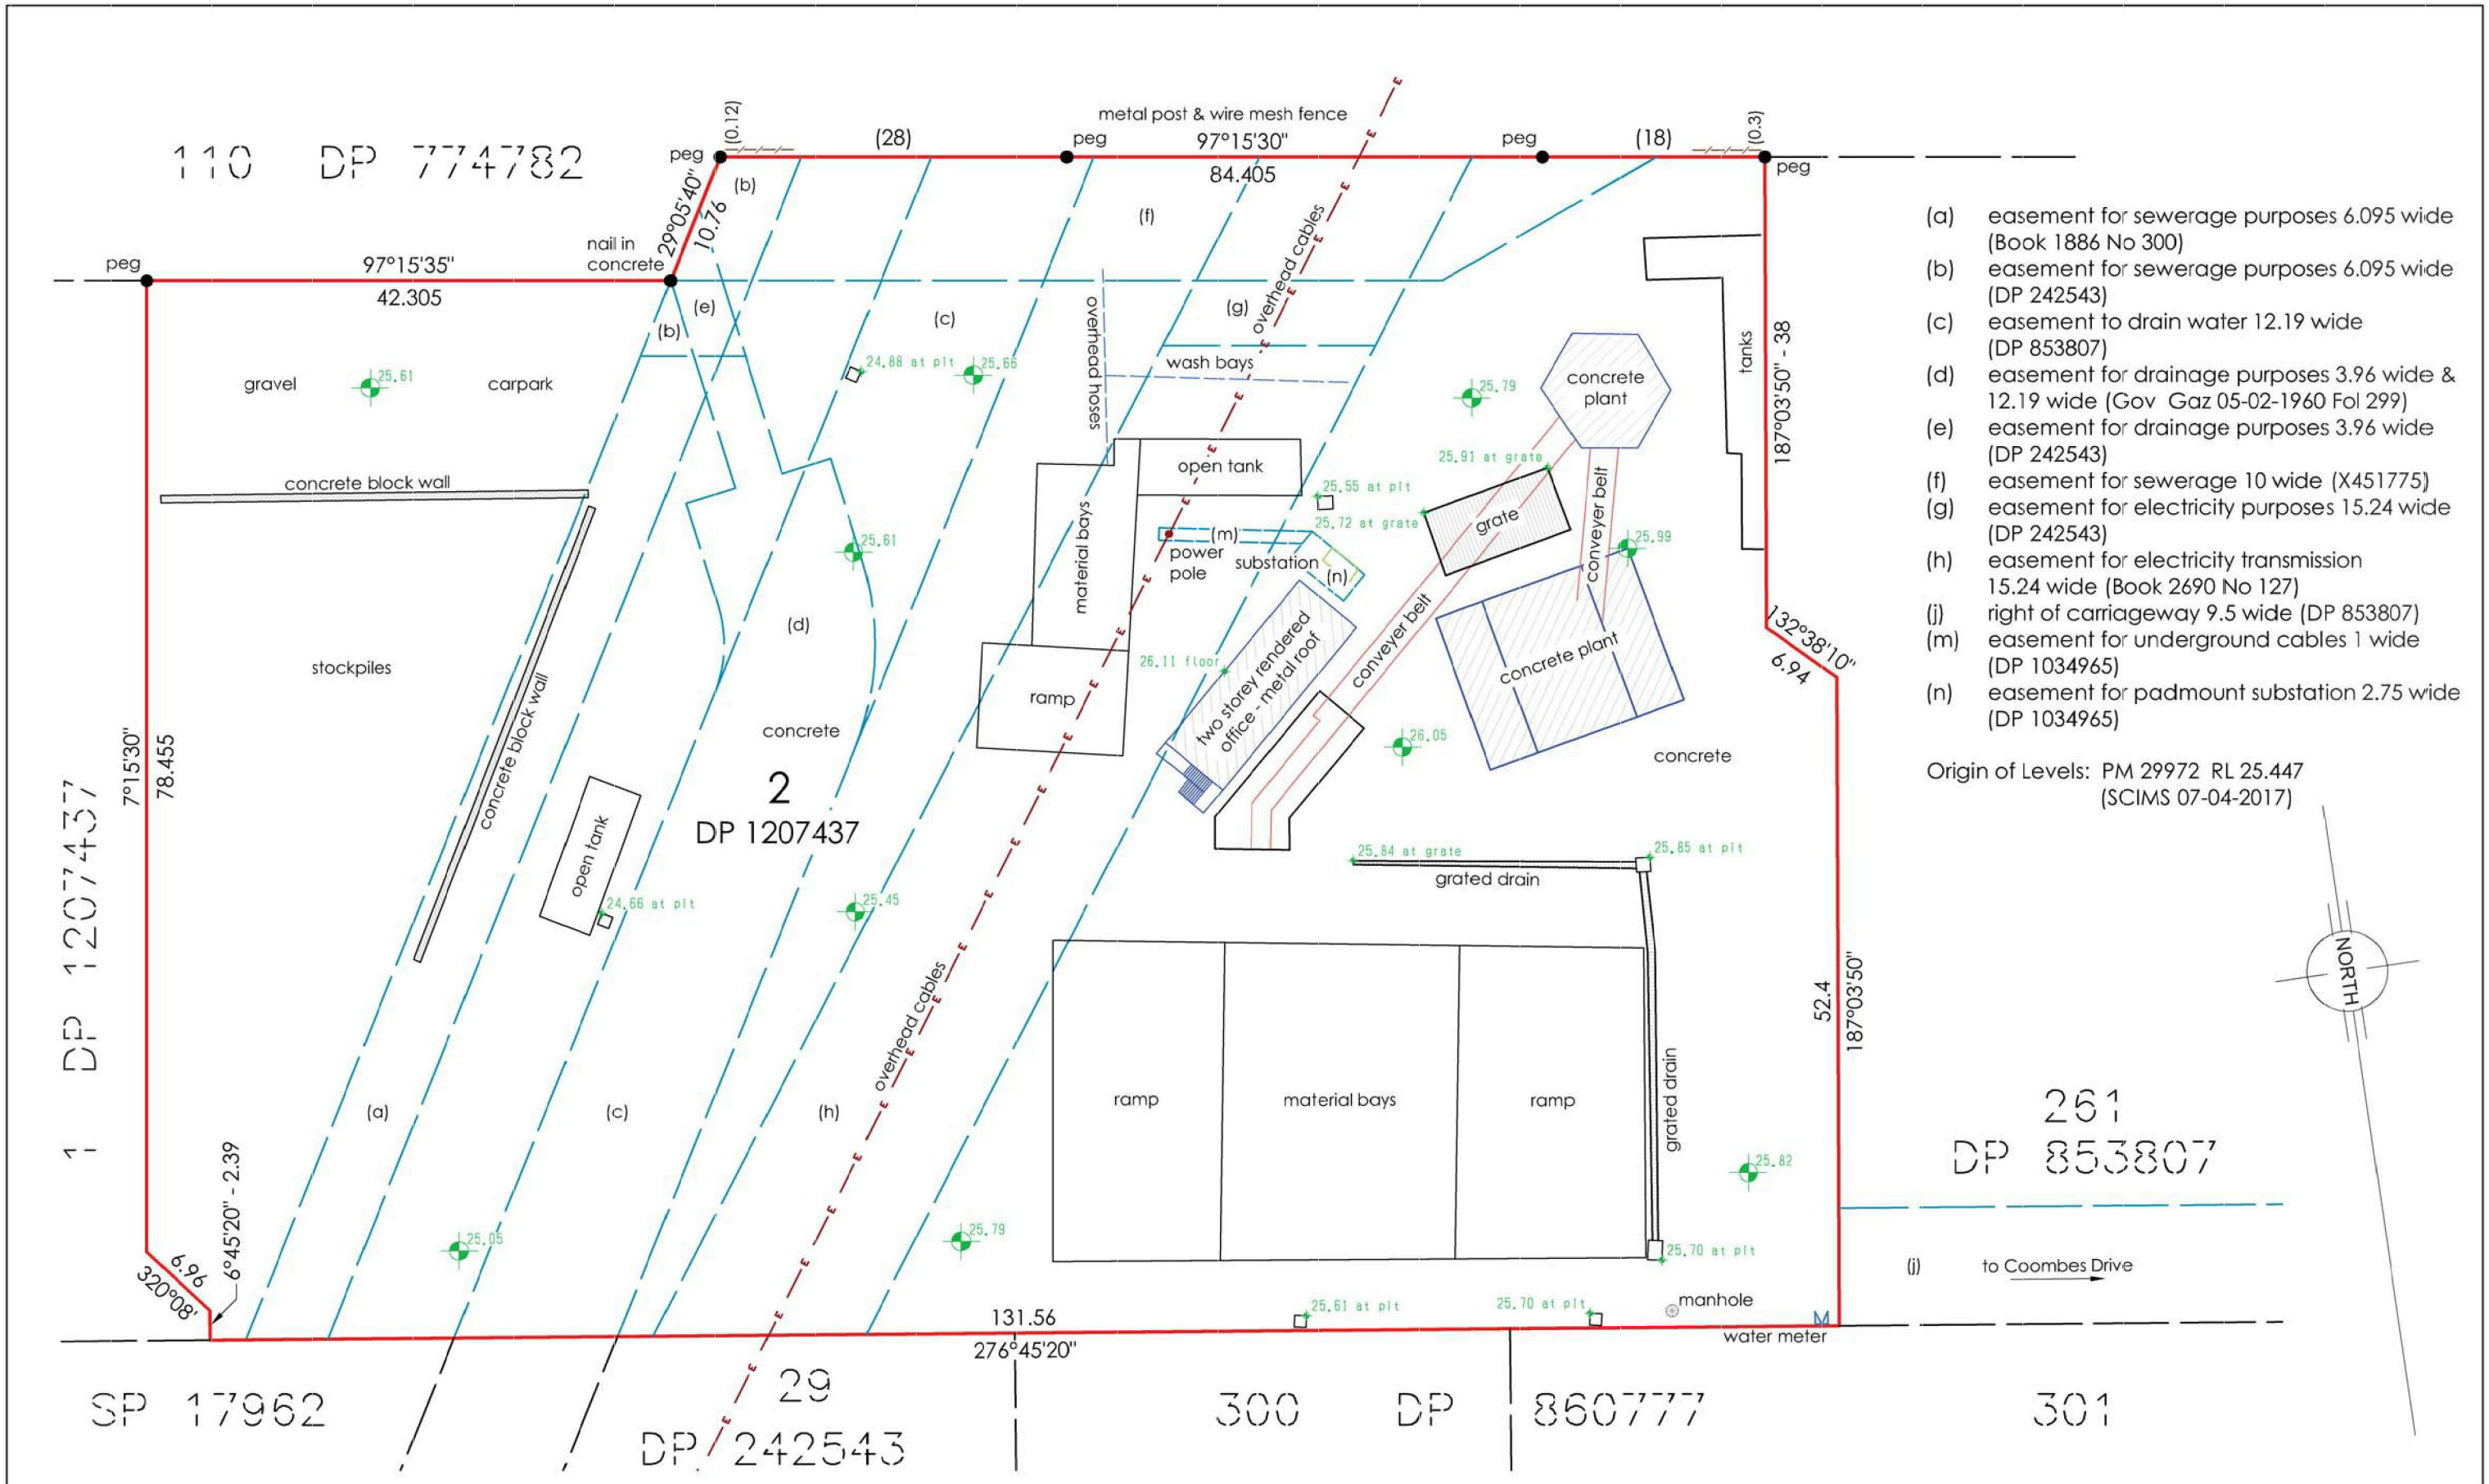 metal post & wire mesh fence
(0.12)
(28)
peg
97°15'30"
84.405
peg
(18)
(0.3)
peg
110 DP 774782
peg
29°05'40"
10.76
(b)
(f)
nail in
concrete
peg
97°15'35"
42.305
(b)
(e)
(c)
(g)
overhead cables
overhead hoses
wash bays
gravel
25.61
carpark
24.88 at pit
25.66
25.79
concrete
plant
tanks
187°03'50" - 38
concrete block wall
open tank
25.91 at grate
25.55 at pit
25.72 at grate
grate
conveyer belt
25.99
material bays
(m)
power
pole
substation
(n)
25.61
(d)
stockpiles
concrete block wall
26.11 floor
two storey rendered
office - metal roof
conveyer belt
concrete plant
132°38'10"
6.94
ramp
concrete
26.05
concrete
7°15'30"
78.455
2
DP 1207437
open tank
24.66 at pit
25.45
25.84 at grate
25.85 at pit
grated drain
1 DP 1207437
overhead cables
52.4
187°03'50"
ramp
material bays
ramp
grated drain
(a)
(c)
(h)
25.82
261
DP 853807
6°45'20" - 2.39
6.96
320°08'
25.05
25.79
25.70 at pit
(j)
to Coombes Drive
25.61 at pit
25.70 at pit
manhole
M
water meter
131.56
276°45'20"
SP 17962
29
DP 242543
300 DP 860777
301
(a) easement for sewerage purposes 6.095 wide
(Book 1886 No 300)
(b) easement for sewerage purposes 6.095 wide
(DP 242543)
(c) easement to drain water 12.19 wide
(DP 853807)
(d) easement for drainage purposes 3.96 wide &
12.19 wide (Gov Gaz 05-02-1960 Fol 299)
(e) easement for drainage purposes 3.96 wide
(DP 242543)
(f) easement for sewerage 10 wide (X451775)
(g) easement for electricity purposes 15.24 wide
(DP 242543)
(h) easement for electricity transmission
15.24 wide (Book 2690 No 127)
(j) right of carriageway 9.5 wide (DP 853807)
(m) easement for underground cables 1 wide
(DP 1034965)
(n) easement for padmount substation 2.75 wide
(DP 1034965)
Origin of Levels: PM 29972 RL 25.447
(SCIMS 07-04-2017)
NORTH